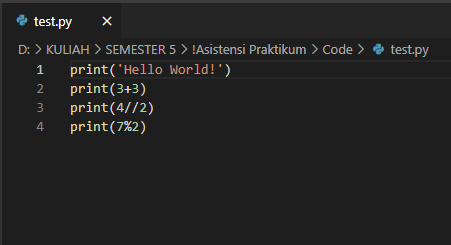 test.py ×
D: > KULIAH > SEMESTER 5 > !Asistensi Praktikum > Code > test.py
1 print('Hello World!')
2 print(3+3)
3 print(4//2)
4 print(7%2)